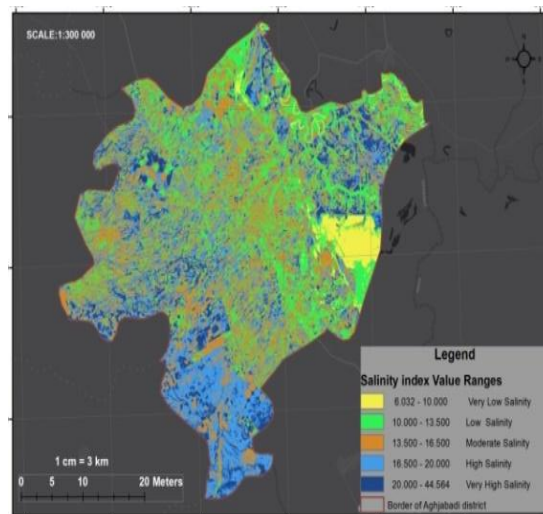 SCALE:1:300 000
Legend
Salinity index Value Ranges
6.032 - 10.000 Very Low Salinity
10.000 - 13.500 Low Salinity
13.500 - 16.500 Moderate Salinity
16.500 - 20.000 High Salinity
20.000 - 44.564 Very High Salinity
Border of Aghjabadi district
1 cm = 3 km
0 5 10 20 Meters